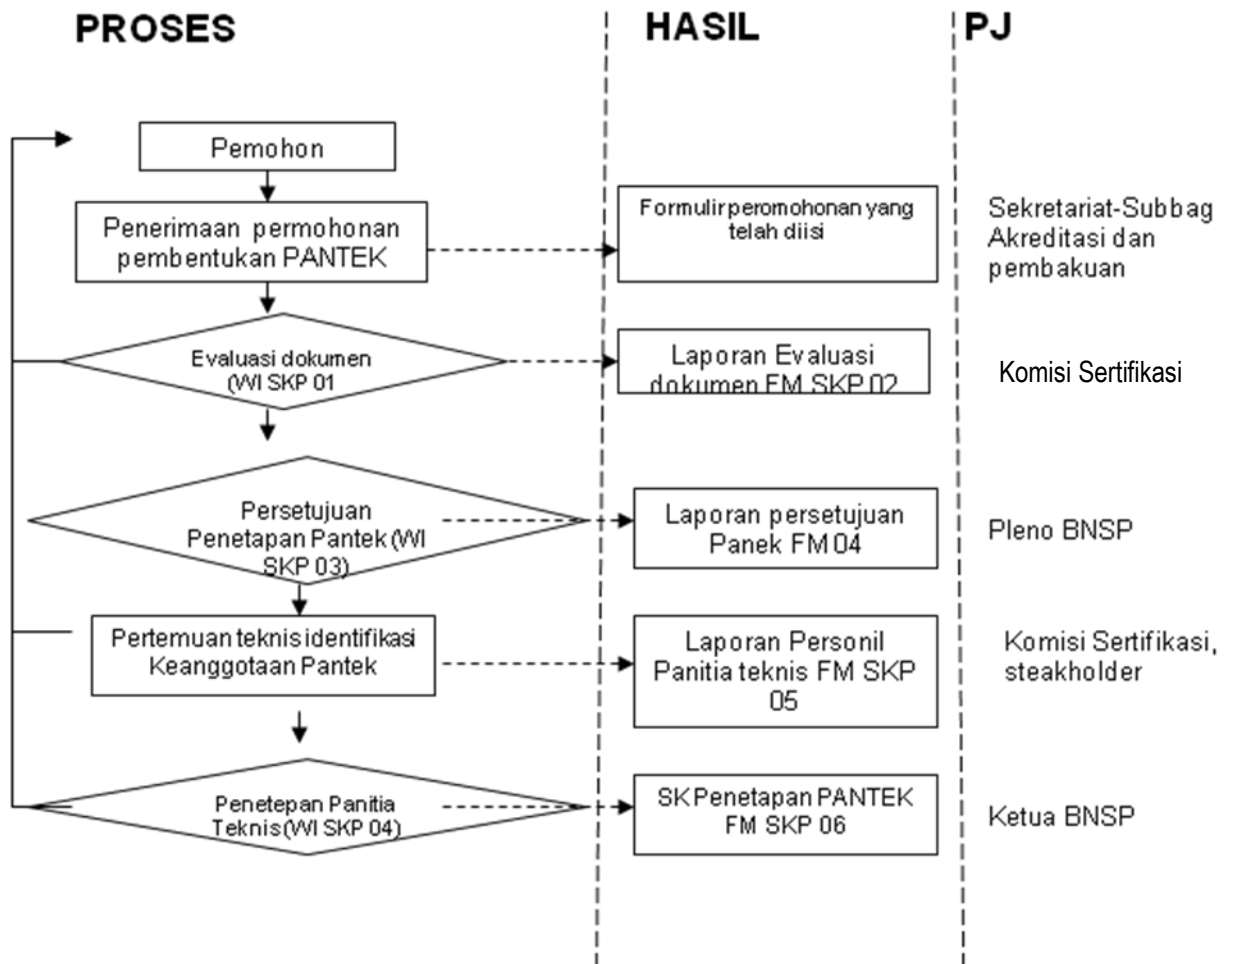 PROSES
HASIL
PJ
Pemohon
Penerimaan permohonan
pembentukan PANTEK
Formulir peromohonan yang
telah diisi
Sekretariat-Subbag
Akreditasi dan
pembakuan
Evaluasi dokumen
(WI SKP 01
Laporan Evaluasi
dokumen FM SKP 02
Komisi Sertifikasi
Persetujuan
Penetapan Pantek (WI
SKP 03)
Laporan persetujuan
Panek FM 04
Pleno BNSP
Pertemuan teknis identifikasi
Keanggotaan Pantek
Laporan Personil
Panitia teknis FM SKP
05
Komisi Sertifikasi,
steakholder
Penetepan Panitia
Teknis (WI SKP 04)
SK Penetapan PANTEK
FM SKP 06
Ketua BNSP